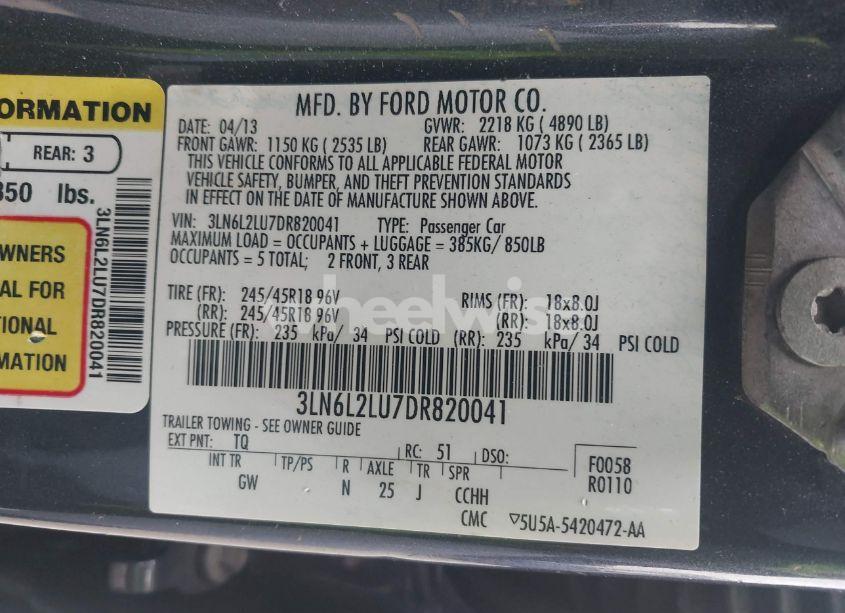 ORMATION
REAR: 3
850 lbs.
WNERS
AL FOR
TIONAL
MATION
3LN6L2LU7DR820041
MFD. BY FORD MOTOR CO.
DATE: 04/13 GVWR: 2218 KG ( 4890 LB)
FRONT GAWR: 1150 KG ( 2535 LB) REAR GAWR: 1073 KG ( 2365 LB)
THIS VEHICLE CONFORMS TO ALL APPLICABLE FEDERAL MOTOR
VEHICLE SAFETY, BUMPER, AND THEFT PREVENTION STANDARDS
IN EFFECT ON THE DATE OF MANUFACTURE SHOWN ABOVE.
VIN: 3LN6L2LU7DR820041 TYPE: Passenger Car
MAXIMUM LOAD = OCCUPANTS + LUGGAGE = 385KG/ 850LB
OCCUPANTS = 5 TOTAL; 2 FRONT, 3 REAR
TIRE (FR): 245/45R18 96V RIMS (FR): 18x8.0J
(RR): 245/45R18 96V (RR): 18x8.0J
PRESSURE (FR): 235 kPa/ 34 PSI COLD (RR): 235 kPa/ 34 PSI COLD
wheelwis
3LN6L2LU7DR820041
TRAILER TOWING - SEE OWNER GUIDE
EXT PNT: TQ RC: 51 DSO: F0058
INT TR TP/PS R AXLE TR SPR R0110
GW N 25 J CCHH
CMC ▽5U5A-5420472-AA